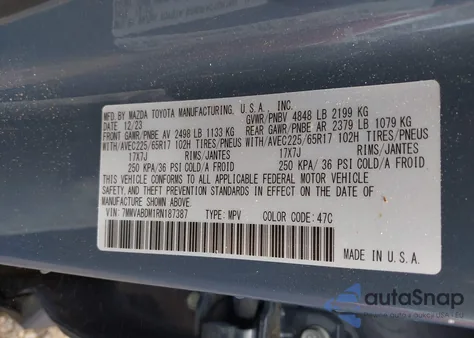 MFD BY MAZDA TOYOTA MANUFACTURING, U.S.A., INC.
12/23 GVWR/PNBV 4848 LB 2199 KG
FRONT GAWR/PNBE AV 2498 LB 1133 KG REAR GAWR/PNBE AR 2379 LB 1079 KG
WITH/AVEC225/65R17 102H TIRES/PNEUS WITH/AVEC225/65R17 102H TIRES/PNEUS
17X7J RIMS/JANTES 17X7J RIMS/JANTES
250 KPA/ 36 PSI COLD/A FROID 250 KPA/ 36 PSI COLD/A FROID
THIS VEHICLE CONFORMS TO ALL APPLICABLE FEDERAL MOTOR VEHICLE
SAFETY AND THEFT PREVENTION STANDARDS IN EFFECT ON THE DATE OF
MANUFACTURE SHOWN ABOVE.
VIN: 7MMVABDM1RN187387 TYPE: MPV COLOR CODE: 47C
MADE IN U.S.A.
autoSnap